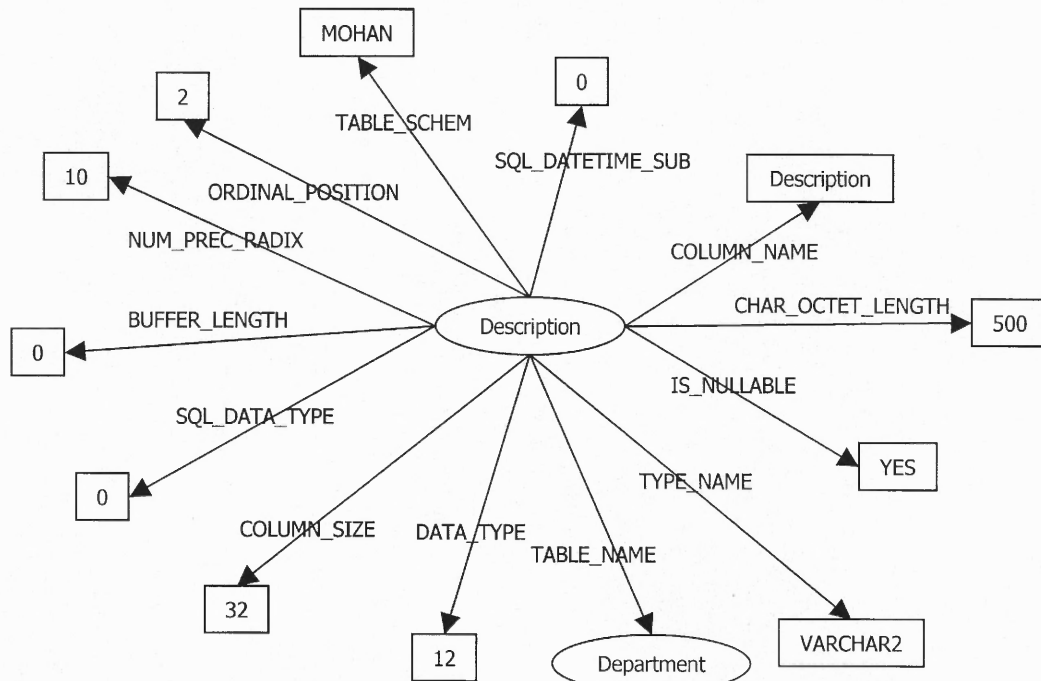 MOHAN
0
2
TABLE_SCHEM
SQL_DATETIME_SUB
10
ORDINAL_POSITION
Description
NUM_PREC_RADIX
COLUMN_NAME
BUFFER_LENGTH
Description
CHAR_OCTET_LENGTH
500
0
IS_NULLABLE
SQL_DATA_TYPE
YES
0
TYPE_NAME
COLUMN_SIZE
DATA_TYPE
TABLE_NAME
32
VARCHAR2
12
Department